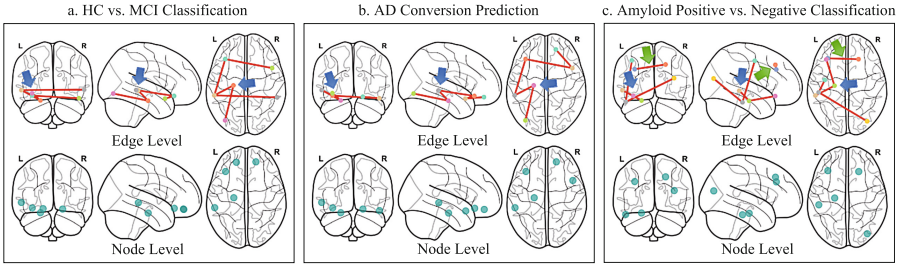 a. HC vs. MCI Classification
b. AD Conversion Prediction
c. Amyloid Positive vs. Negative Classification
L R L
R
L R L
R
L R L
R
Edge Level
Edge Level
Edge Level
L R L
R
L R L
R
L R L
R
Node Level
Node Level
Node Level